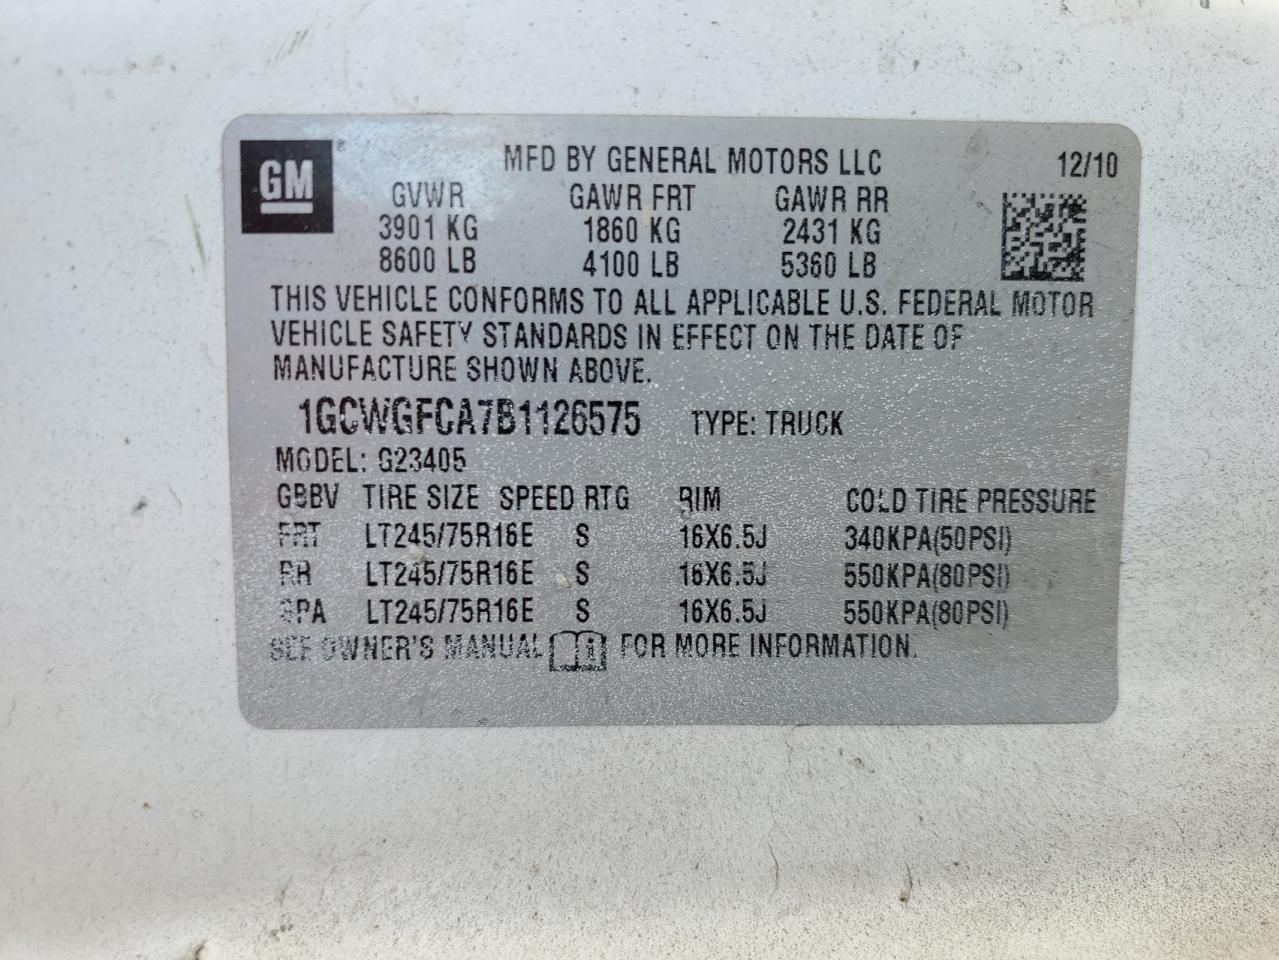 GM
MFD BY GENERAL MOTORS LLC 12/10
GVWR GAWR FRT GAWR RR
3901 KG 1860 KG 2431 KG
8600 LB 4100 LB 5360 LB
THIS VEHICLE CONFORMS TO ALL APPLICABLE U.S. FEDERAL MOTOR
VEHICLE SAFETY STANDARDS IN EFFECT ON THE DATE OF
MANUFACTURE SHOWN ABOVE.
1GCWGFCA7B1126575 TYPE: TRUCK
MODEL: G23405
GBBV TIRE SIZE SPEED RTG RIM COLD TIRE PRESSURE
FRT LT245/75R16E S 16X6.5J 340KPA(50PSI)
RR LT245/75R16E S 16X6.5J 550KPA(80PSI)
SPA LT245/75R16E S 16X6.5J 550KPA(80PSI)
SEE OWNER'S MANUAL FOR MORE INFORMATION.